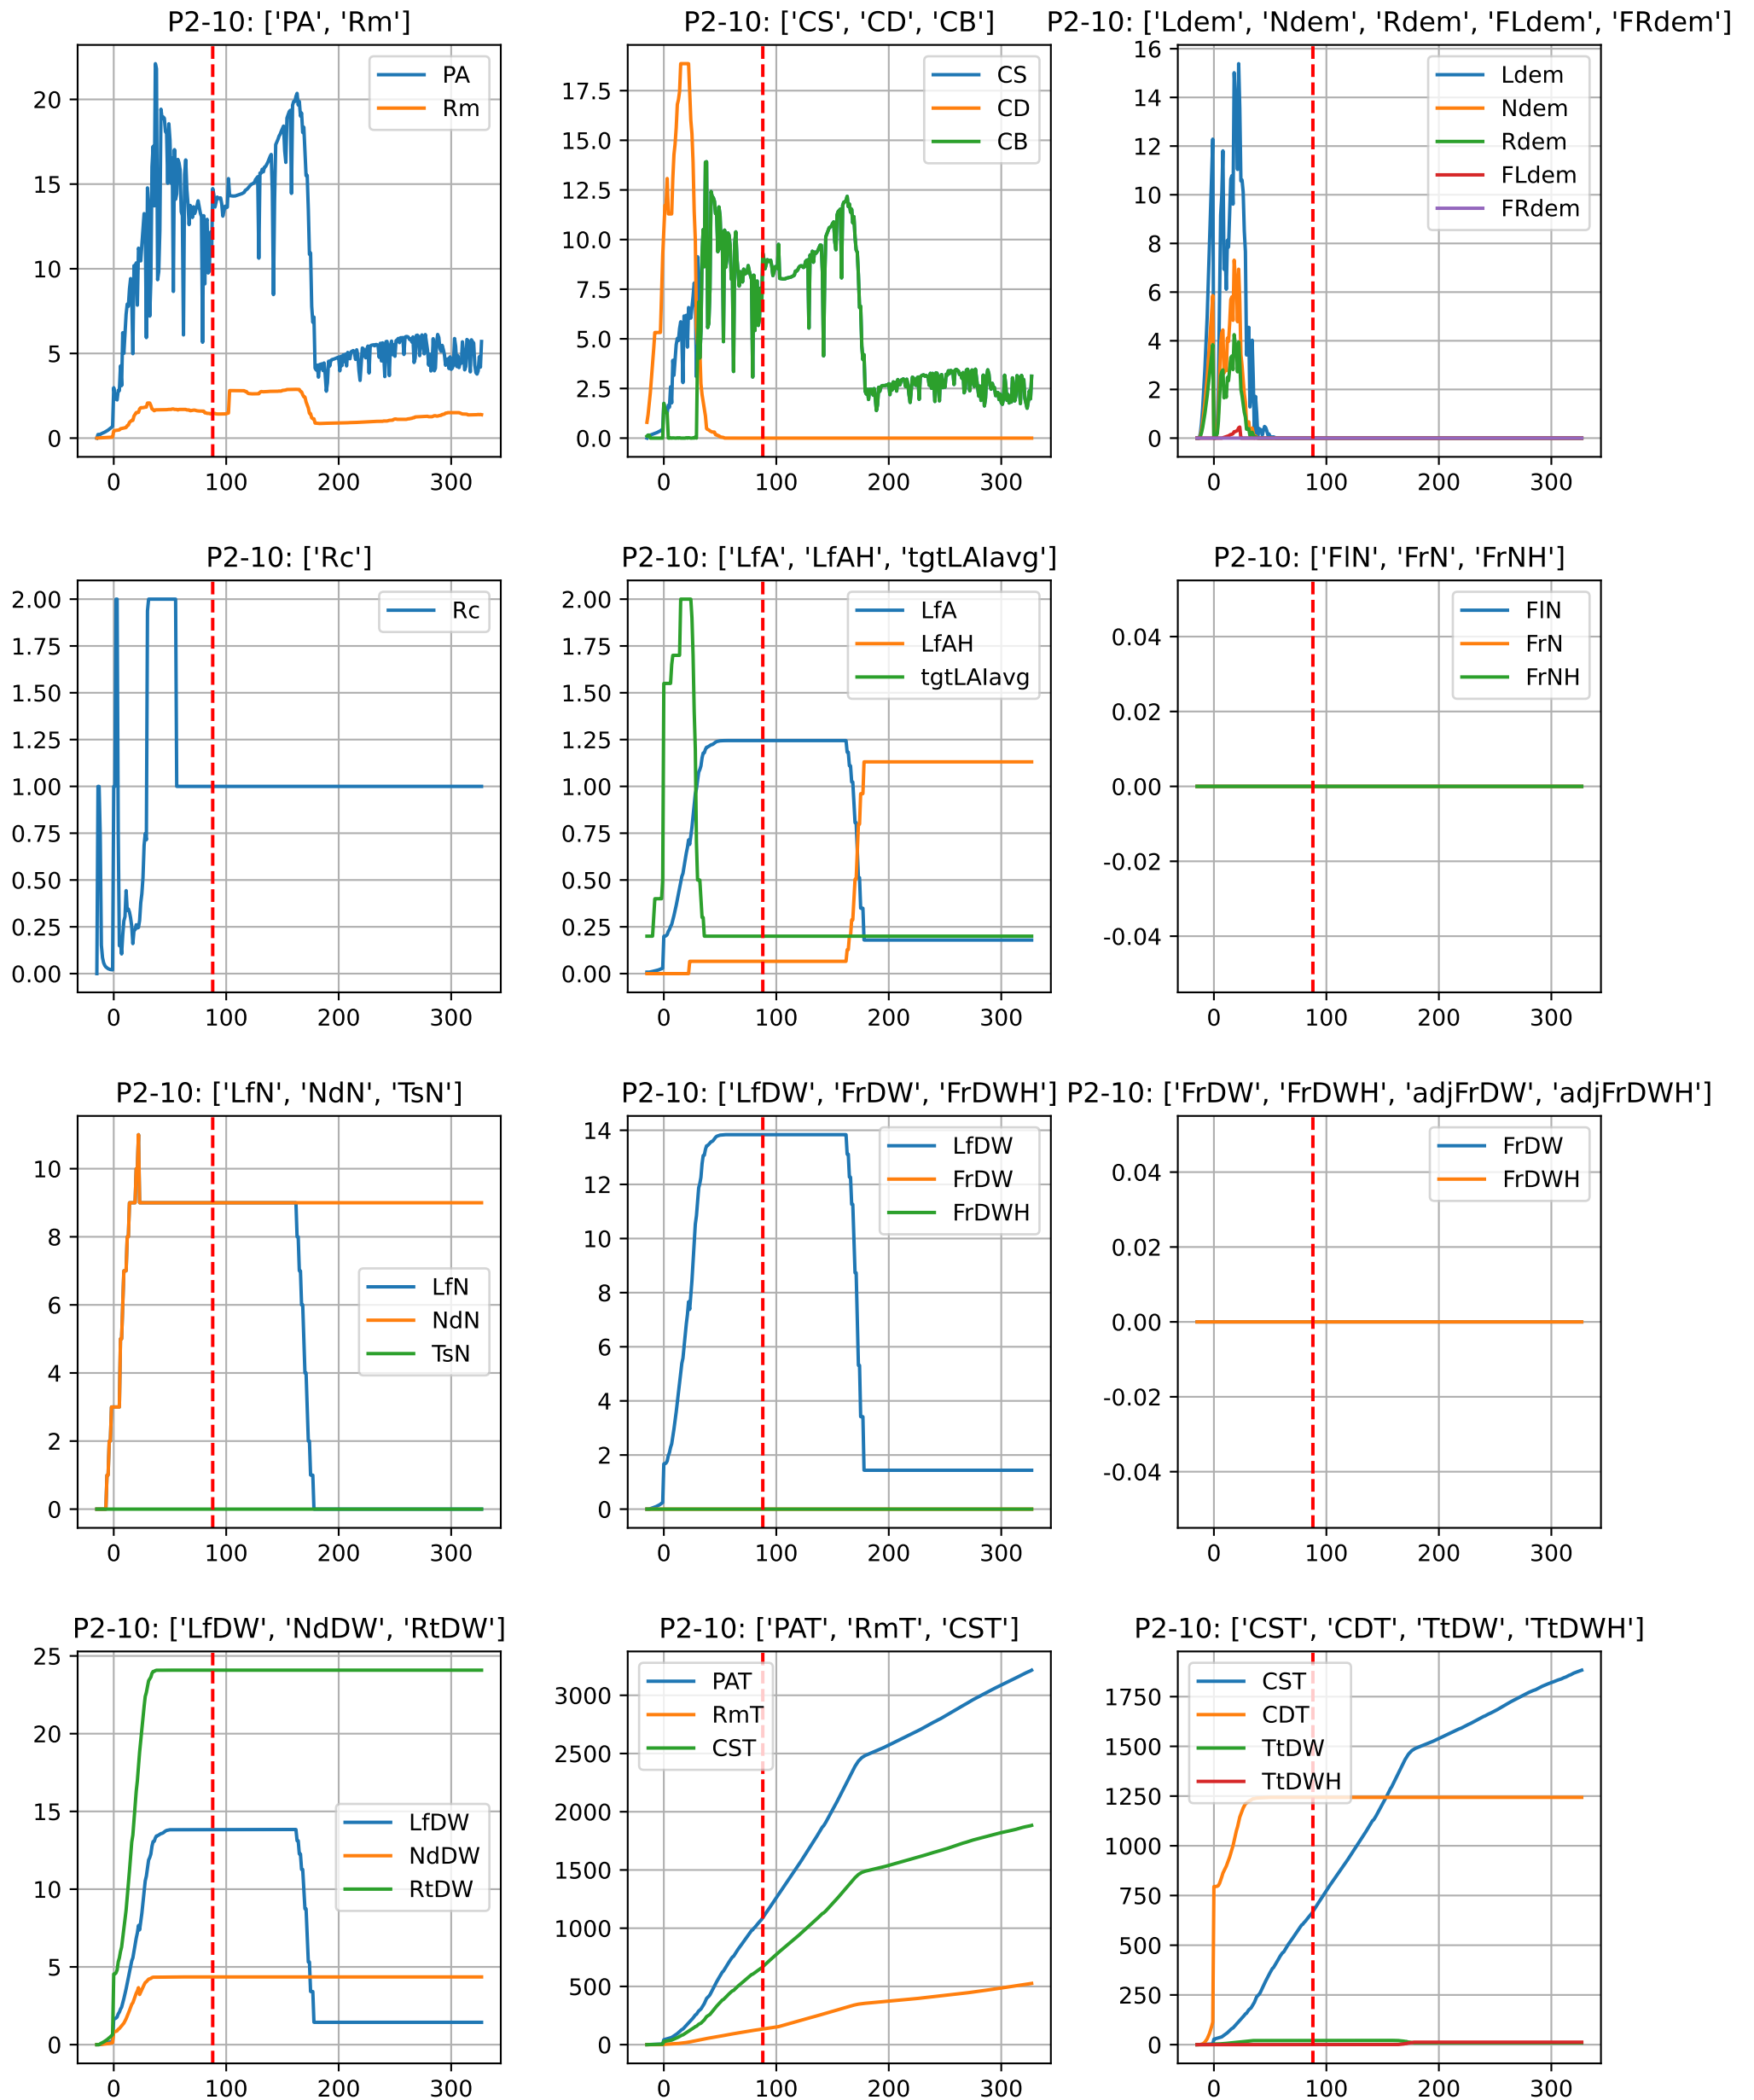 P2-10: ['PA', 'Rm']
20
15
10
5
0
0 100 200 300
PA
Rm
P2-10: ['CS', 'CD', 'CB']
17.5
15.0
12.5
10.0
7.5
5.0
2.5
0.0
0 100 200 300
CS
CD
CB
P2-10: ['Ldem', 'Ndem', 'Rdem', 'FLdem', 'FRdem']
16
14
12
10
8
6
4
2
0
0 100 200 300
Ldem
Ndem
Rdem
FLdem
FRdem
P2-10: ['Rc']
2.00
1.75
1.50
1.25
1.00
0.75
0.50
0.25
0.00
0 100 200 300
Rc
P2-10: ['LfA', 'LfAH', 'tgtLAIavg']
2.00
1.75
1.50
1.25
1.00
0.75
0.50
0.25
0.00
0 100 200 300
LfA
LfAH
tgtLAIavg
P2-10: ['FlN', 'FrN', 'FrNH']
0.04
0.02
0.00
-0.02
-0.04
0 100 200 300
FlN
FrN
FrNH
P2-10: ['LfN', 'NdN', 'TsN']
10
8
6
4
2
0
0 100 200 300
LfN
NdN
TsN
P2-10: ['LfDW', 'FrDW', 'FrDWH']
14
12
10
8
6
4
2
0
0 100 200 300
LfDW
FrDW
FrDWH
P2-10: ['FrDW', 'FrDWH', 'adjFrDW', 'adjFrDWH']
0.04
0.02
0.00
-0.02
-0.04
0 100 200 300
FrDW
FrDWH
P2-10: ['LfDW', 'NdDW', 'RtDW']
25
20
15
10
5
0
0 100 200 300
LfDW
NdDW
RtDW
P2-10: ['PAT', 'RmT', 'CST']
3000
2500
2000
1500
1000
500
0
0 100 200 300
PAT
RmT
CST
P2-10: ['CST', 'CDT', 'TtDW', 'TtDWH']
1750
1500
1250
1000
750
500
250
0
0 100 200 300
CST
CDT
TtDW
TtDWH